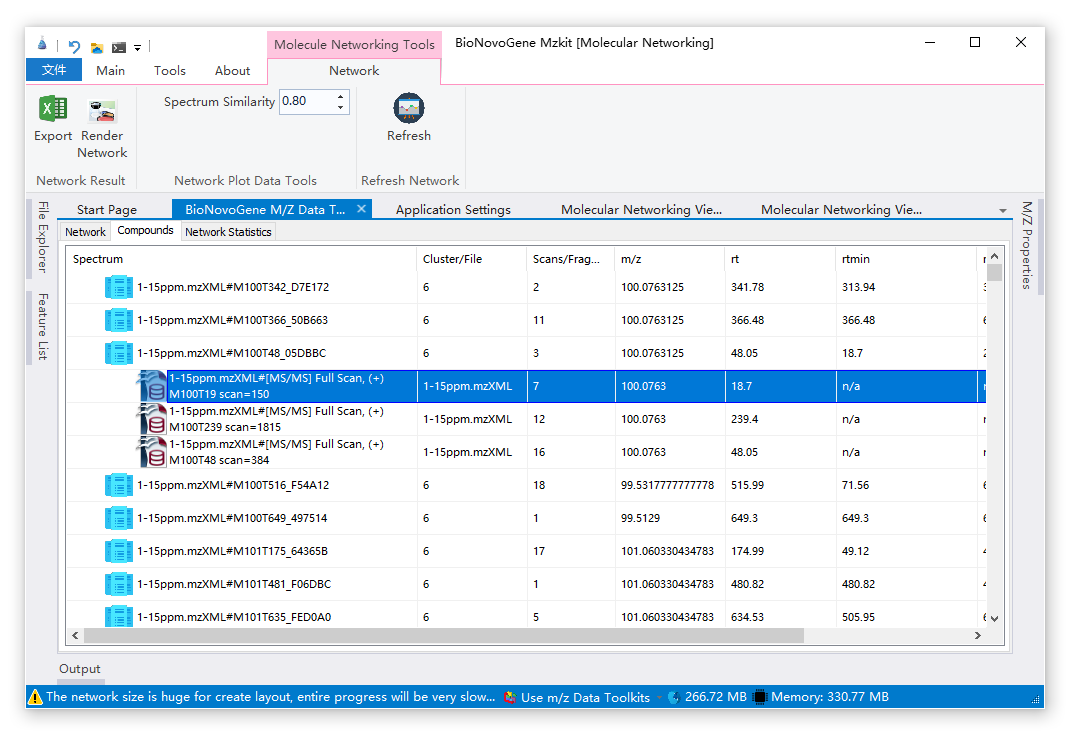 Molecule Networking Tools
BioNovoGene Mzkit [Molecular Networking]
文件 Main Tools About Network
Spectrum Similarity 0.80
Export Render Network Refresh
Network Result Network Plot Data Tools Refresh Network
File Explorer
Feature List
Start Page BioNovoGene M/Z Data T... Application Settings Molecular Networking Vie... Molecular Networking Vie...
M/Z Properties
Network Compounds Network Statistics
Spectrum Cluster/File Scans/Frag... m/z rt rtmin
1-15ppm.mzXML#M100T342_D7E172 6 2 100.0763125 341.78 313.94
1-15ppm.mzXML#M100T366_50B663 6 11 100.0763125 366.48 366.48
1-15ppm.mzXML#M100T48_05DBBC 6 3 100.0763125 48.05 18.7
1-15ppm.mzXML#[MS/MS] Full Scan, (+)
M100T19 scan=150 1-15ppm.mzXML 7 100.0763 18.7 n/a
1-15ppm.mzXML#[MS/MS] Full Scan, (+)
M100T239 scan=1815 1-15ppm.mzXML 12 100.0763 239.4 n/a
1-15ppm.mzXML#[MS/MS] Full Scan, (+)
M100T48 scan=384 1-15ppm.mzXML 16 100.0763 48.05 n/a
1-15ppm.mzXML#M100T516_F54A12 6 18 99.5317777777778 515.99 71.56
1-15ppm.mzXML#M100T649_497514 6 1 99.5129 649.3 649.3
1-15ppm.mzXML#M101T175_64365B 6 17 101.060330434783 174.99 49.12
1-15ppm.mzXML#M101T481_F06DBC 6 1 101.060330434783 480.82 480.82
1-15ppm.mzXML#M101T635_FED0A0 6 5 101.060330434783 634.53 505.95
Output
The network size is huge for create layout, entire progress will be very slow... Use m/z Data Toolkits 266.72 MB Memory: 330.77 MB